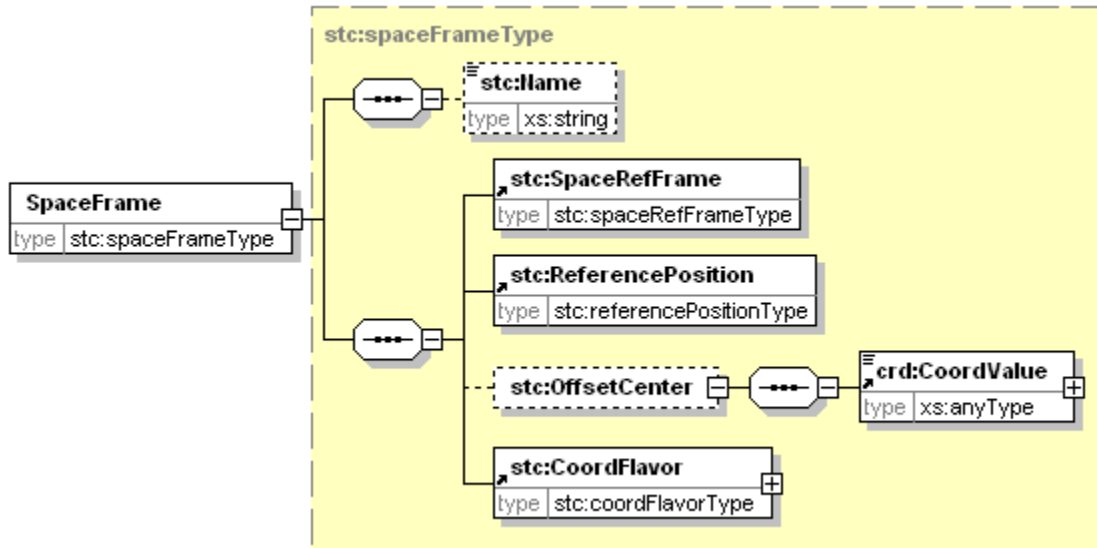 stc:spaceFrameType
stc:Name
type xs:string
SpaceFrame
type stc:spaceFrameType
stc:SpaceRefFrame
type stc:spaceRefFrameType
stc:ReferencePosition
type stc:referencePositionType
stc:OffsetCenter
crd:CoordValue
type xs:anyType
stc:CoordFlavor
type stc:coordFlavorType